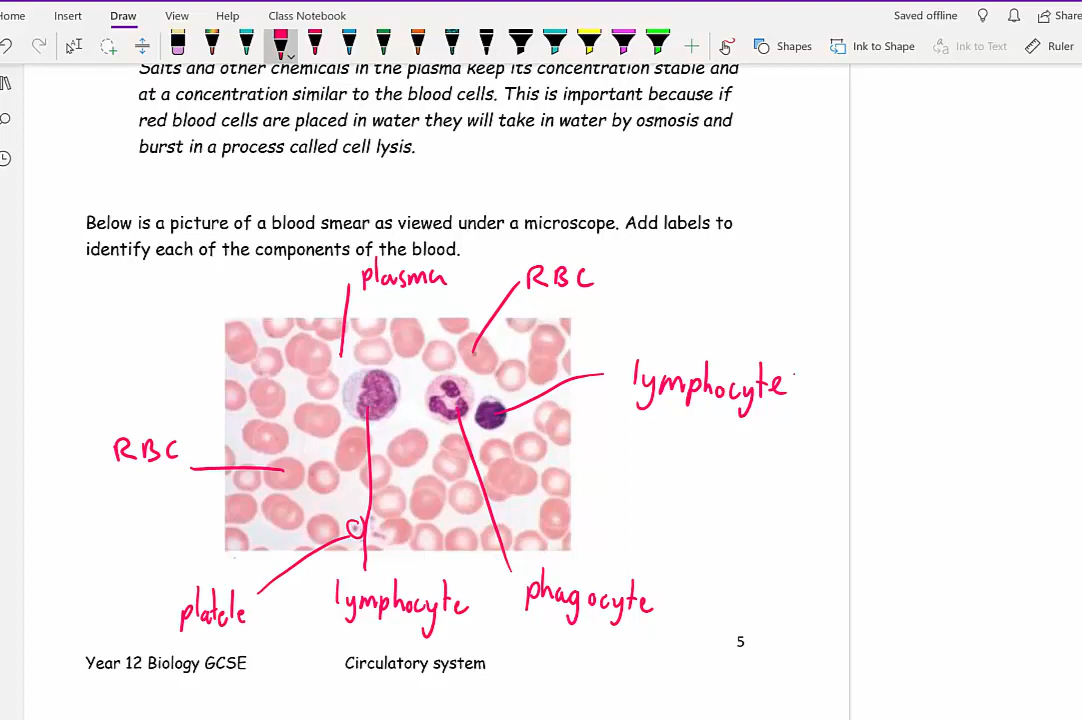 Home Insert Draw View Help Class Notebook Saved offline Share
Shapes Ink to Shape Ink to Text Ruler
Salts and other chemicals in the plasma keep its concentration stable and
at a concentration similar to the blood cells. This is important because if
red blood cells are placed in water they will take in water by osmosis and
burst in a process called cell lysis.
Below is a picture of a blood smear as viewed under a microscope. Add labels to
identify each of the components of the blood.
plasma RBC
lymphocyte
RBC
platele lymphocyte phagocyte
5
Year 12 Biology GCSE Circulatory system